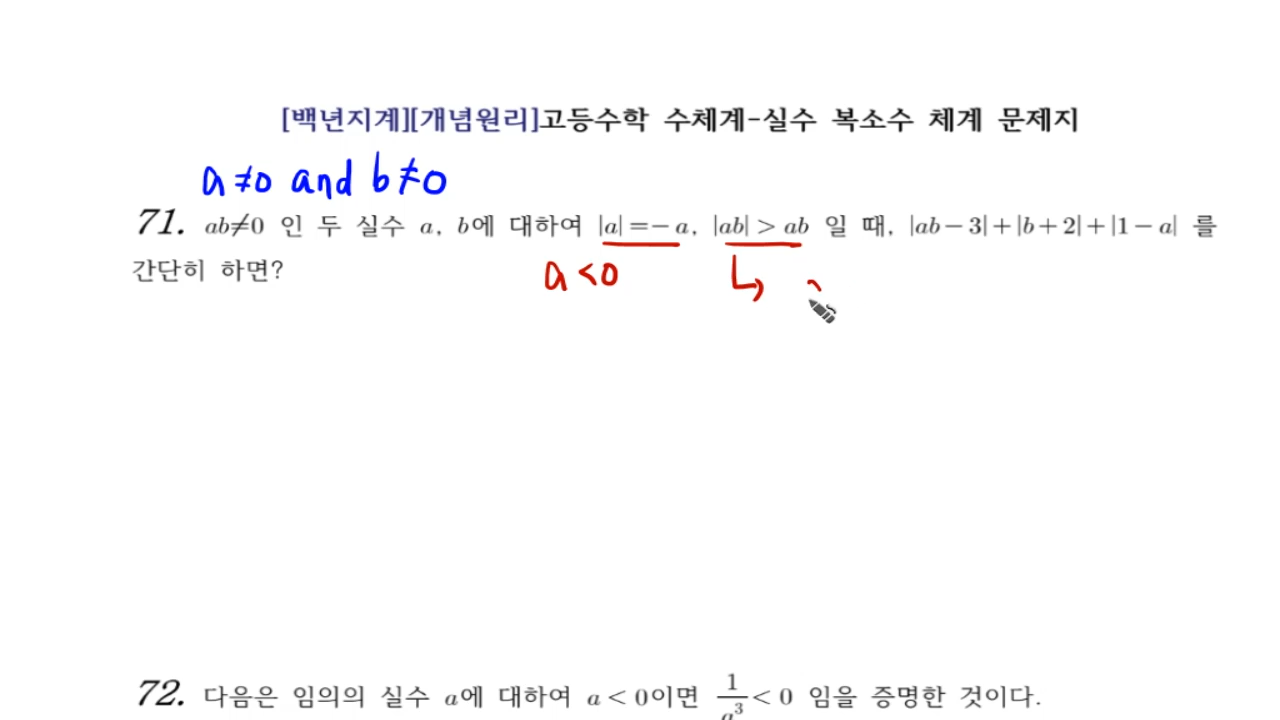 [백년지계][개념원리]고등수학 수체계-실수 복소수 체계 문제지
a≠0 and b≠0
71. ab≠0 인 두 실수 a, b에 대하여 |a|=-a, |ab|>ab 일 때, |ab-3|+|b+2|+|1-a| 를
간단히 하면?
a<0
72. 다음은 임의의 실수 a에 대하여 a<0이면 1/a³<0 임을 증명한 것이다.